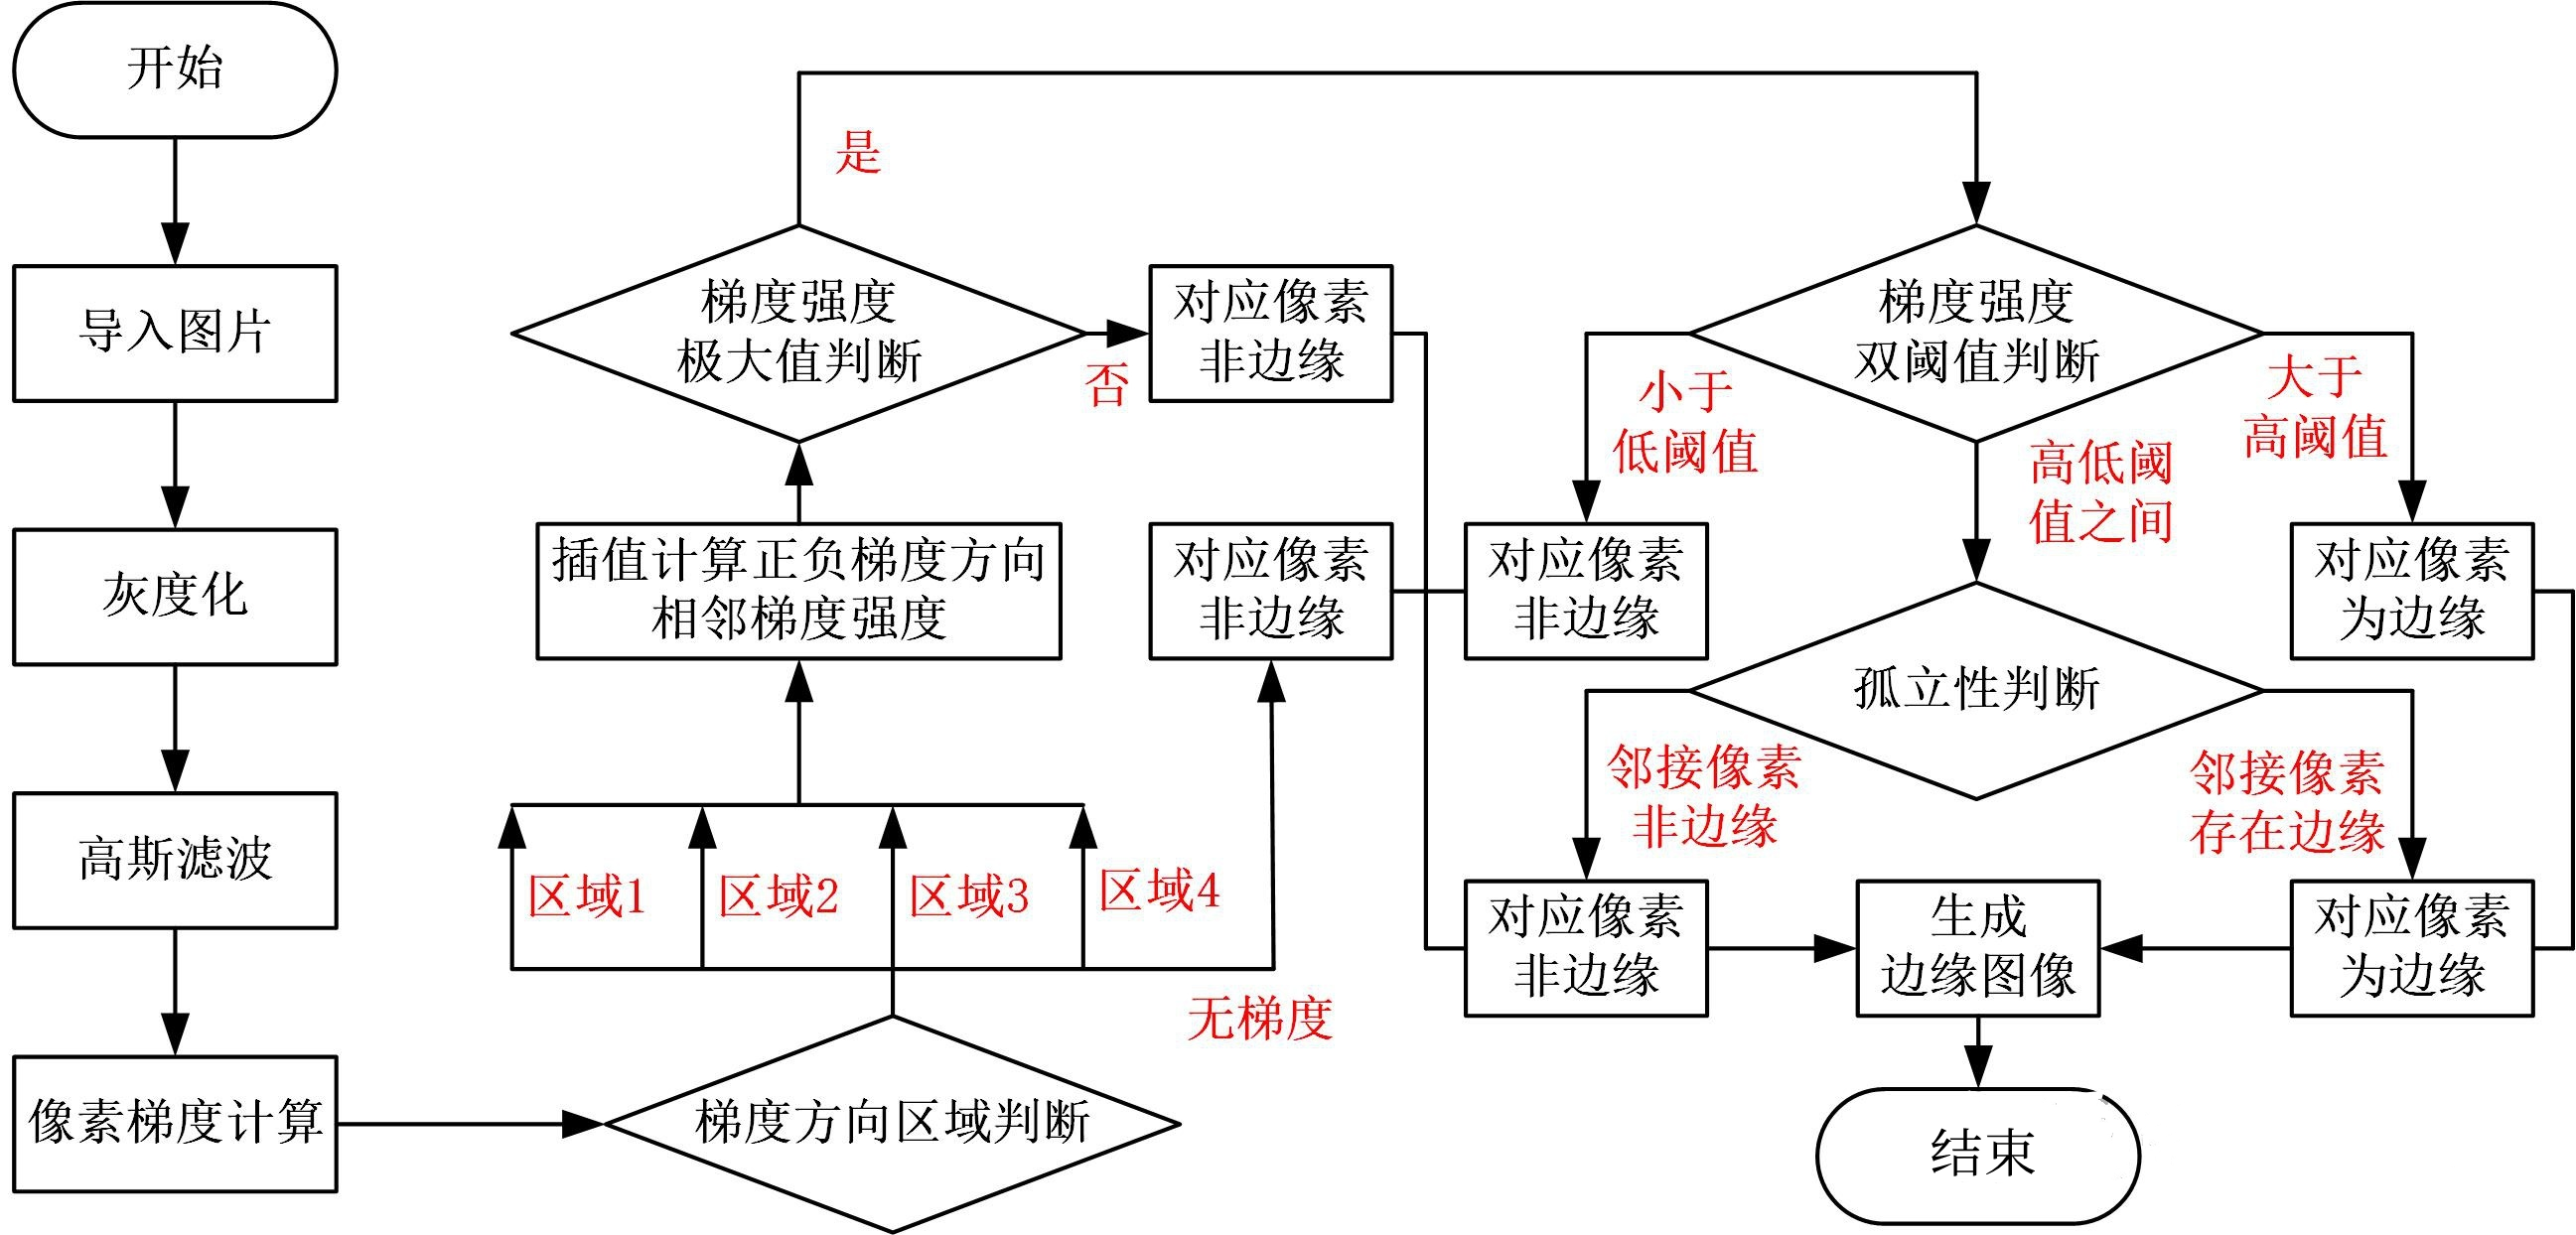 开始
导入图片
灰度化
高斯滤波
像素梯度计算
梯度方向区域判断
区域1
区域2
区域3
区域4
无梯度
插值计算正负梯度方向
相邻梯度强度
对应像素
非边缘
梯度强度
极大值判断
是
否
对应像素
非边缘
梯度强度
双阈值判断
小于
低阈值
高低阈
值之间
大于
高阈值
对应像素
非边缘
对应像素
为边缘
孤立性判断
邻接像素
非边缘
邻接像素
存在边缘
对应像素
非边缘
生成
边缘图像
对应像素
为边缘
结束